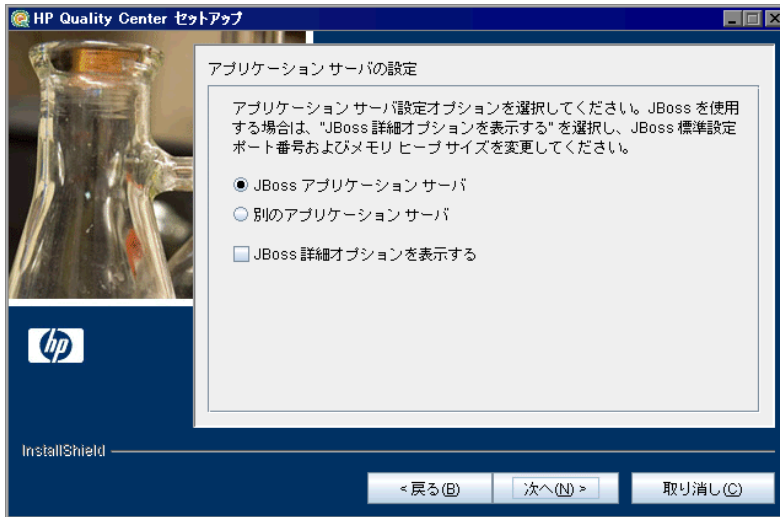 HP Quality Center セットアップ
アプリケーション サーバの設定
アプリケーション サーバ設定オプションを選択してください。JBoss を使用
する場合は、"JBoss 詳細オプションを表示する" を選択し、JBoss 標準設定
ポート番号およびメモリ ヒープ サイズを変更してください。
JBoss アプリケーション サーバ
別のアプリケーション サーバ
JBoss 詳細オプションを表示する
hp
InstallShield
< 戻る(B)
次へ(N) >
取り消し(C)